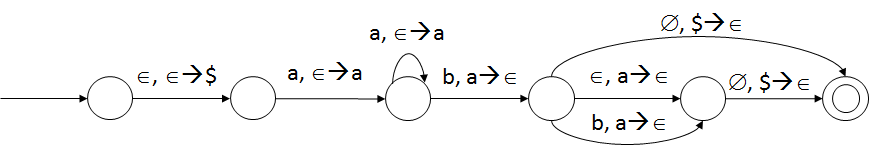 ∅, $→∈
a, ∈→a
∈, ∈→$
a, ∈→a
b, a→∈
∈, a→∈
∅, $→∈
b, a→∈